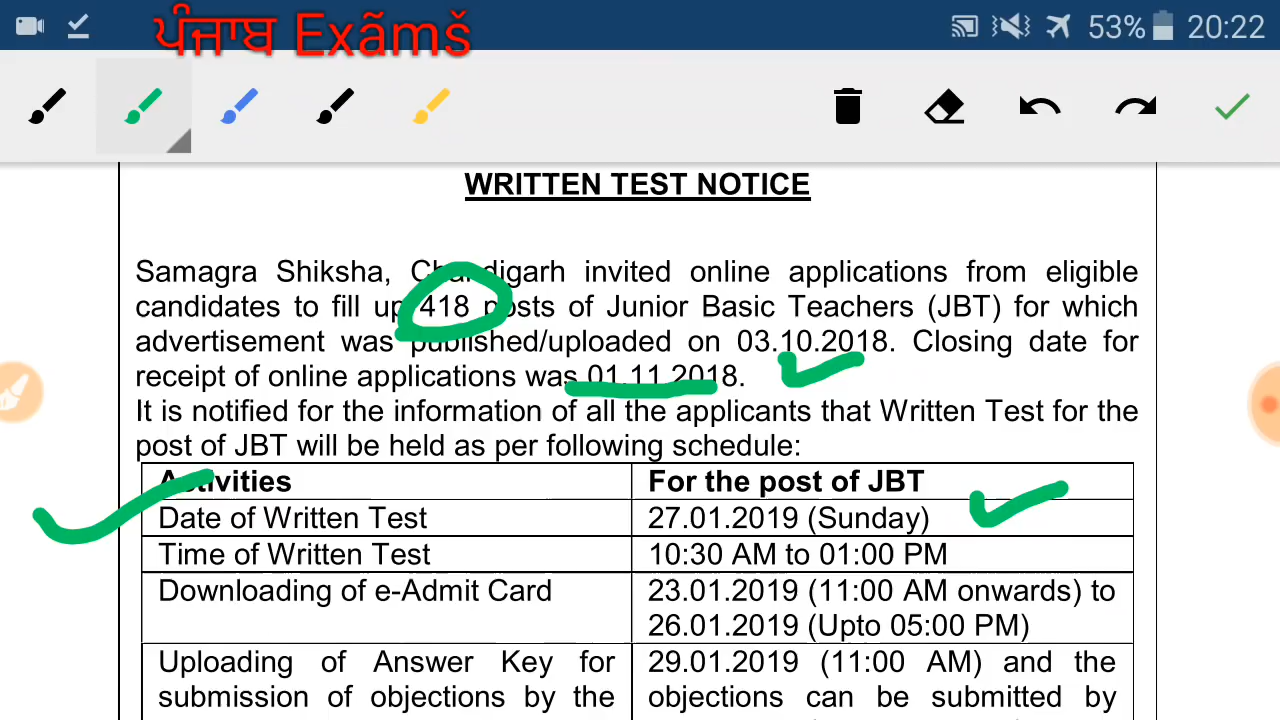 ਪੰਜਾਬ Exãmš
53% 20:22
WRITTEN TEST NOTICE
Samagra Shiksha, Chandigarh invited online applications from eligible
candidates to fill up 418 posts of Junior Basic Teachers (JBT) for which
advertisement was published/uploaded on 03.10.2018. Closing date for
receipt of online applications was 01.11.2018.
It is notified for the information of all the applicants that Written Test for the
post of JBT will be held as per following schedule:
Activities For the post of JBT
Date of Written Test 27.01.2019 (Sunday)
Time of Written Test 10:30 AM to 01:00 PM
Downloading of e-Admit Card 23.01.2019 (11:00 AM onwards) to
26.01.2019 (Upto 05:00 PM)
Uploading of Answer Key for 29.01.2019 (11:00 AM) and the
submission of objections by the objections can be submitted by